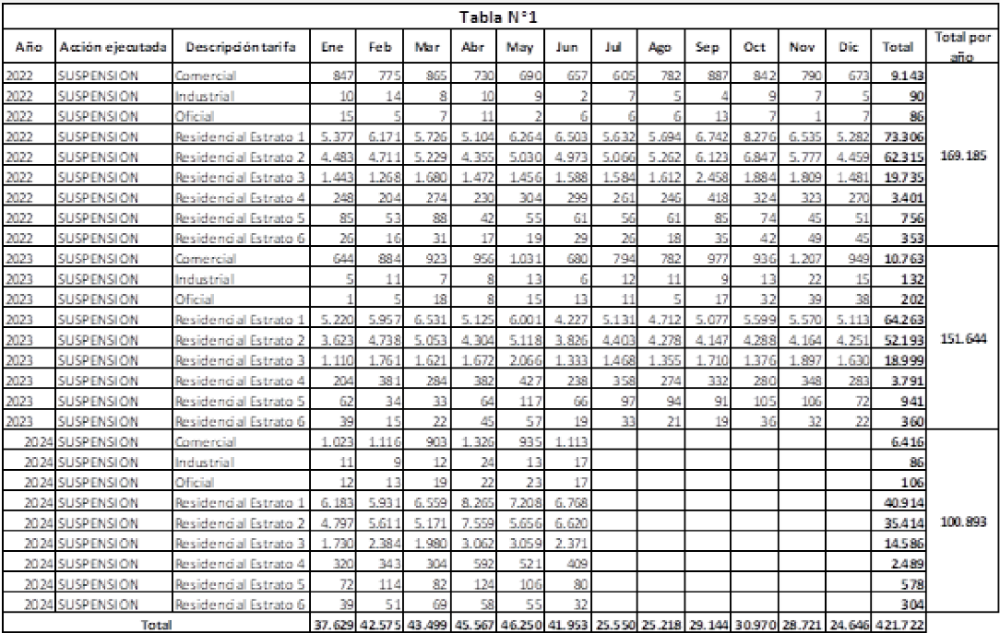 Tabla N°1
Año Acción ejecutada Descripción tarifa Ene Feb Mar Abr May Jun Jul Ago Sep Oct Nov Dic Total Total por año
2022 SUSPENSION Comercial 847 775 865 730 690 657 605 782 887 842 790 673 9.143
2022 SUSPENSION Industrial 10 14 8 10 9 2 7 5 4 9 7 5 90
2022 SUSPENSION Oficial 15 5 7 11 2 6 6 6 13 7 1 7 86
2022 SUSPENSION Residencial Estrato 1 5.377 6.171 5.726 5.104 6.264 6.503 5.632 5.694 6.742 8.276 6.535 5.282 73.306
2022 SUSPENSION Residencial Estrato 2 4.483 4.711 5.229 4.355 5.030 4.973 5.066 5.262 6.123 6.847 5.777 4.459 62.315 169.185
2022 SUSPENSION Residencial Estrato 3 1.443 1.268 1.680 1.472 1.456 1.588 1.584 1.612 2.458 1.884 1.809 1.481 19.735
2022 SUSPENSION Residencial Estrato 4 248 204 274 230 304 299 261 246 418 324 323 270 3.401
2022 SUSPENSION Residencial Estrato 5 85 53 88 42 55 61 56 61 85 74 45 51 756
2022 SUSPENSION Residencial Estrato 6 26 16 31 17 19 29 26 18 35 42 49 45 353
2023 SUSPENSION Comercial 644 884 923 956 1.031 680 794 782 977 936 1.207 949 10.763
2023 SUSPENSION Industrial 5 11 7 8 13 6 12 11 9 13 22 15 132
2023 SUSPENSION Oficial 1 5 18 8 15 13 11 5 17 32 39 38 202
2023 SUSPENSION Residencial Estrato 1 5.220 5.957 6.531 5.125 6.001 4.227 5.131 4.712 5.077 5.599 5.570 5.113 64.263
2023 SUSPENSION Residencial Estrato 2 3.623 4.738 5.053 4.304 5.118 3.826 4.403 4.278 4.147 4.288 4.164 4.251 52.193 151.644
2023 SUSPENSION Residencial Estrato 3 1.110 1.761 1.621 1.672 2.066 1.333 1.468 1.355 1.710 1.376 1.897 1.630 18.999
2023 SUSPENSION Residencial Estrato 4 204 381 284 382 427 238 358 274 332 280 348 283 3.791
2023 SUSPENSION Residencial Estrato 5 62 34 33 64 117 66 97 94 91 105 106 72 941
2023 SUSPENSION Residencial Estrato 6 39 15 22 45 57 19 33 21 19 36 32 22 360
2024 SUSPENSION Comercial 1.023 1.116 903 1.326 935 1.113 6.416
2024 SUSPENSION Industrial 11 9 12 24 13 17 86
2024 SUSPENSION Oficial 12 13 19 22 23 17 106
2024 SUSPENSION Residencial Estrato 1 6.183 5.931 6.559 8.265 7.208 6.768 40.914
2024 SUSPENSION Residencial Estrato 2 4.797 5.611 5.171 7.559 5.656 6.620 35.414 100.893
2024 SUSPENSION Residencial Estrato 3 1.730 2.384 1.980 3.062 3.059 2.371 14.586
2024 SUSPENSION Residencial Estrato 4 320 343 304 592 521 409 2.489
2024 SUSPENSION Residencial Estrato 5 72 114 82 124 106 80 578
2024 SUSPENSION Residencial Estrato 6 39 51 69 58 55 32 304
Total 37.629 42.575 43.499 45.567 46.250 41.953 25.550 25.218 29.144 30.970 28.721 24.646 421.722